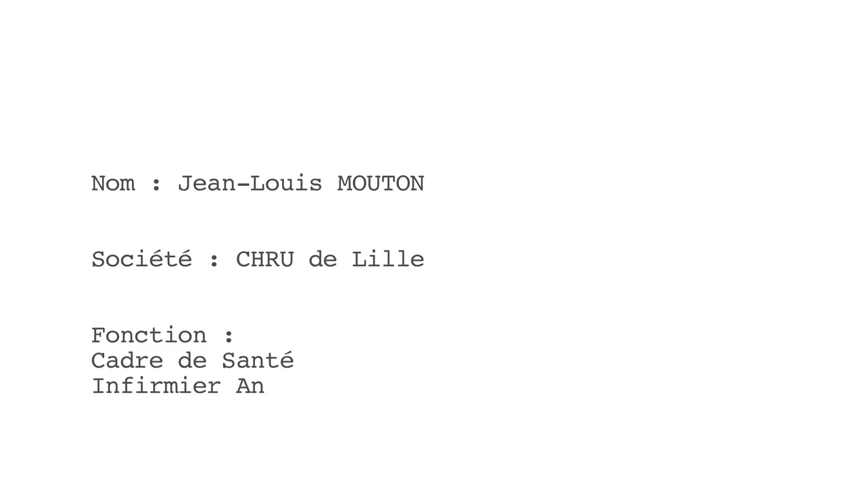 Nom : Jean-Louis MOUTON
Société : CHRU de Lille
Fonction :
Cadre de Santé
Infirmier An